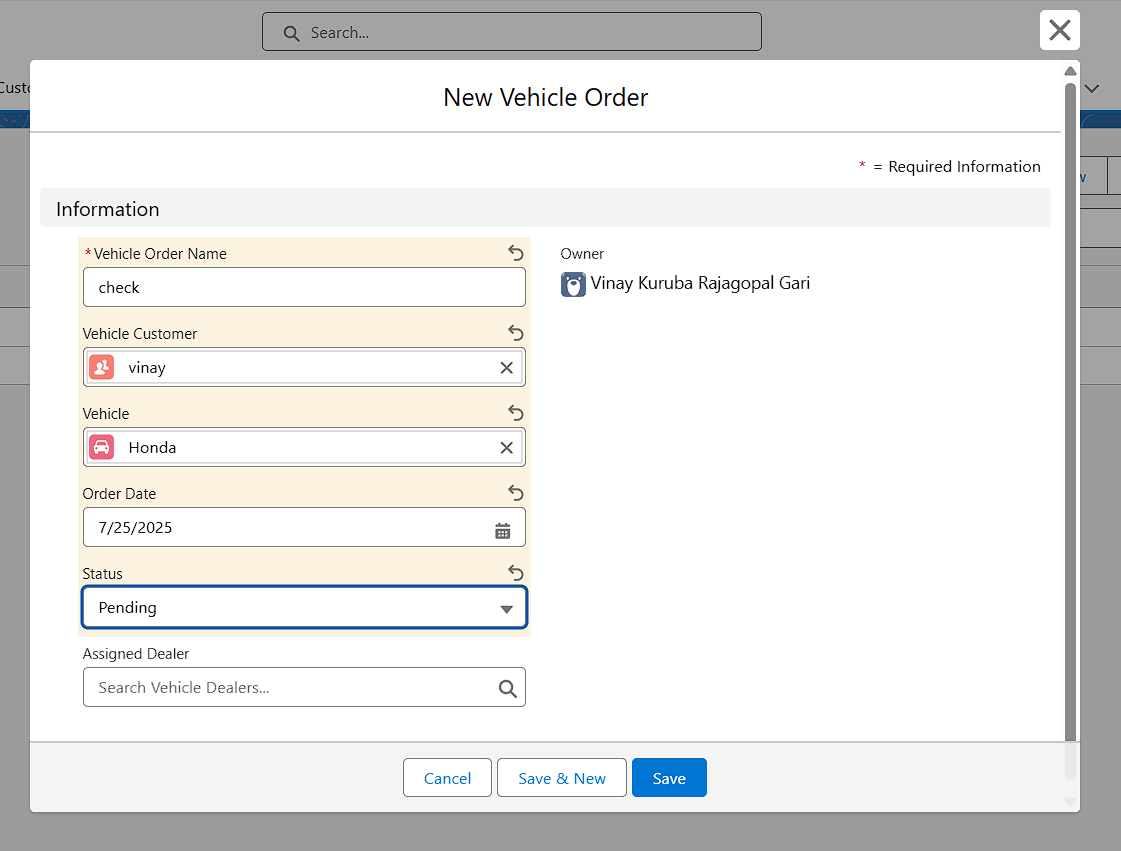 Search...
New Vehicle Order
* = Required Information
Information
*Vehicle Order Name
check
Vehicle Customer
vinay
Vehicle
Honda
Order Date
7/25/2025
Status
Pending
Assigned Dealer
Search Vehicle Dealers...
Owner
Vinay Kuruba Rajagopal Gari
Cancel
Save & New
Save